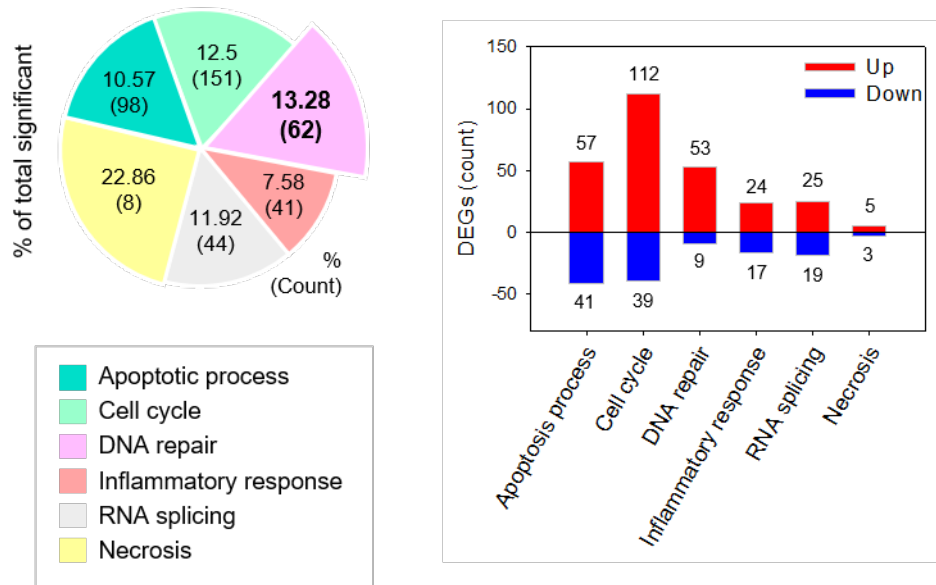 % of total significant
12.5
(151)
10.57
(98)
13.28
(62)
22.86
(8)
7.58
(41)
11.92
(44)
%
(Count)
Apoptotic process
Cell cycle
DNA repair
Inflammatory response
RNA splicing
Necrosis
DEGs (count)
150
100
50
0
-50
Up
Down
57
112
53
24
25
5
41
39
9
17
19
3
Apoptosis process
Cell cycle
DNA repair
Inflammatory response
RNA splicing
Necrosis